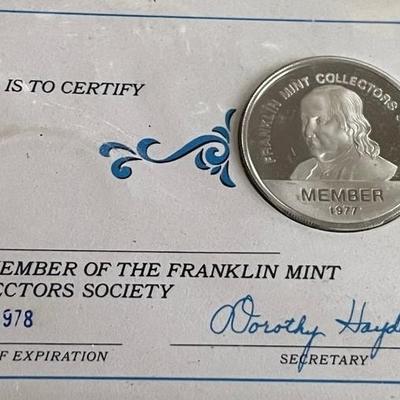 IS TO CERTIFY
FRANKLIN MINT COLLECTORS S
MEMBER
1977
MEMBER OF THE FRANKLIN MINT
ECTORS SOCIETY
978
Dorothy Hayd
F EXPIRATION
SECRETARY